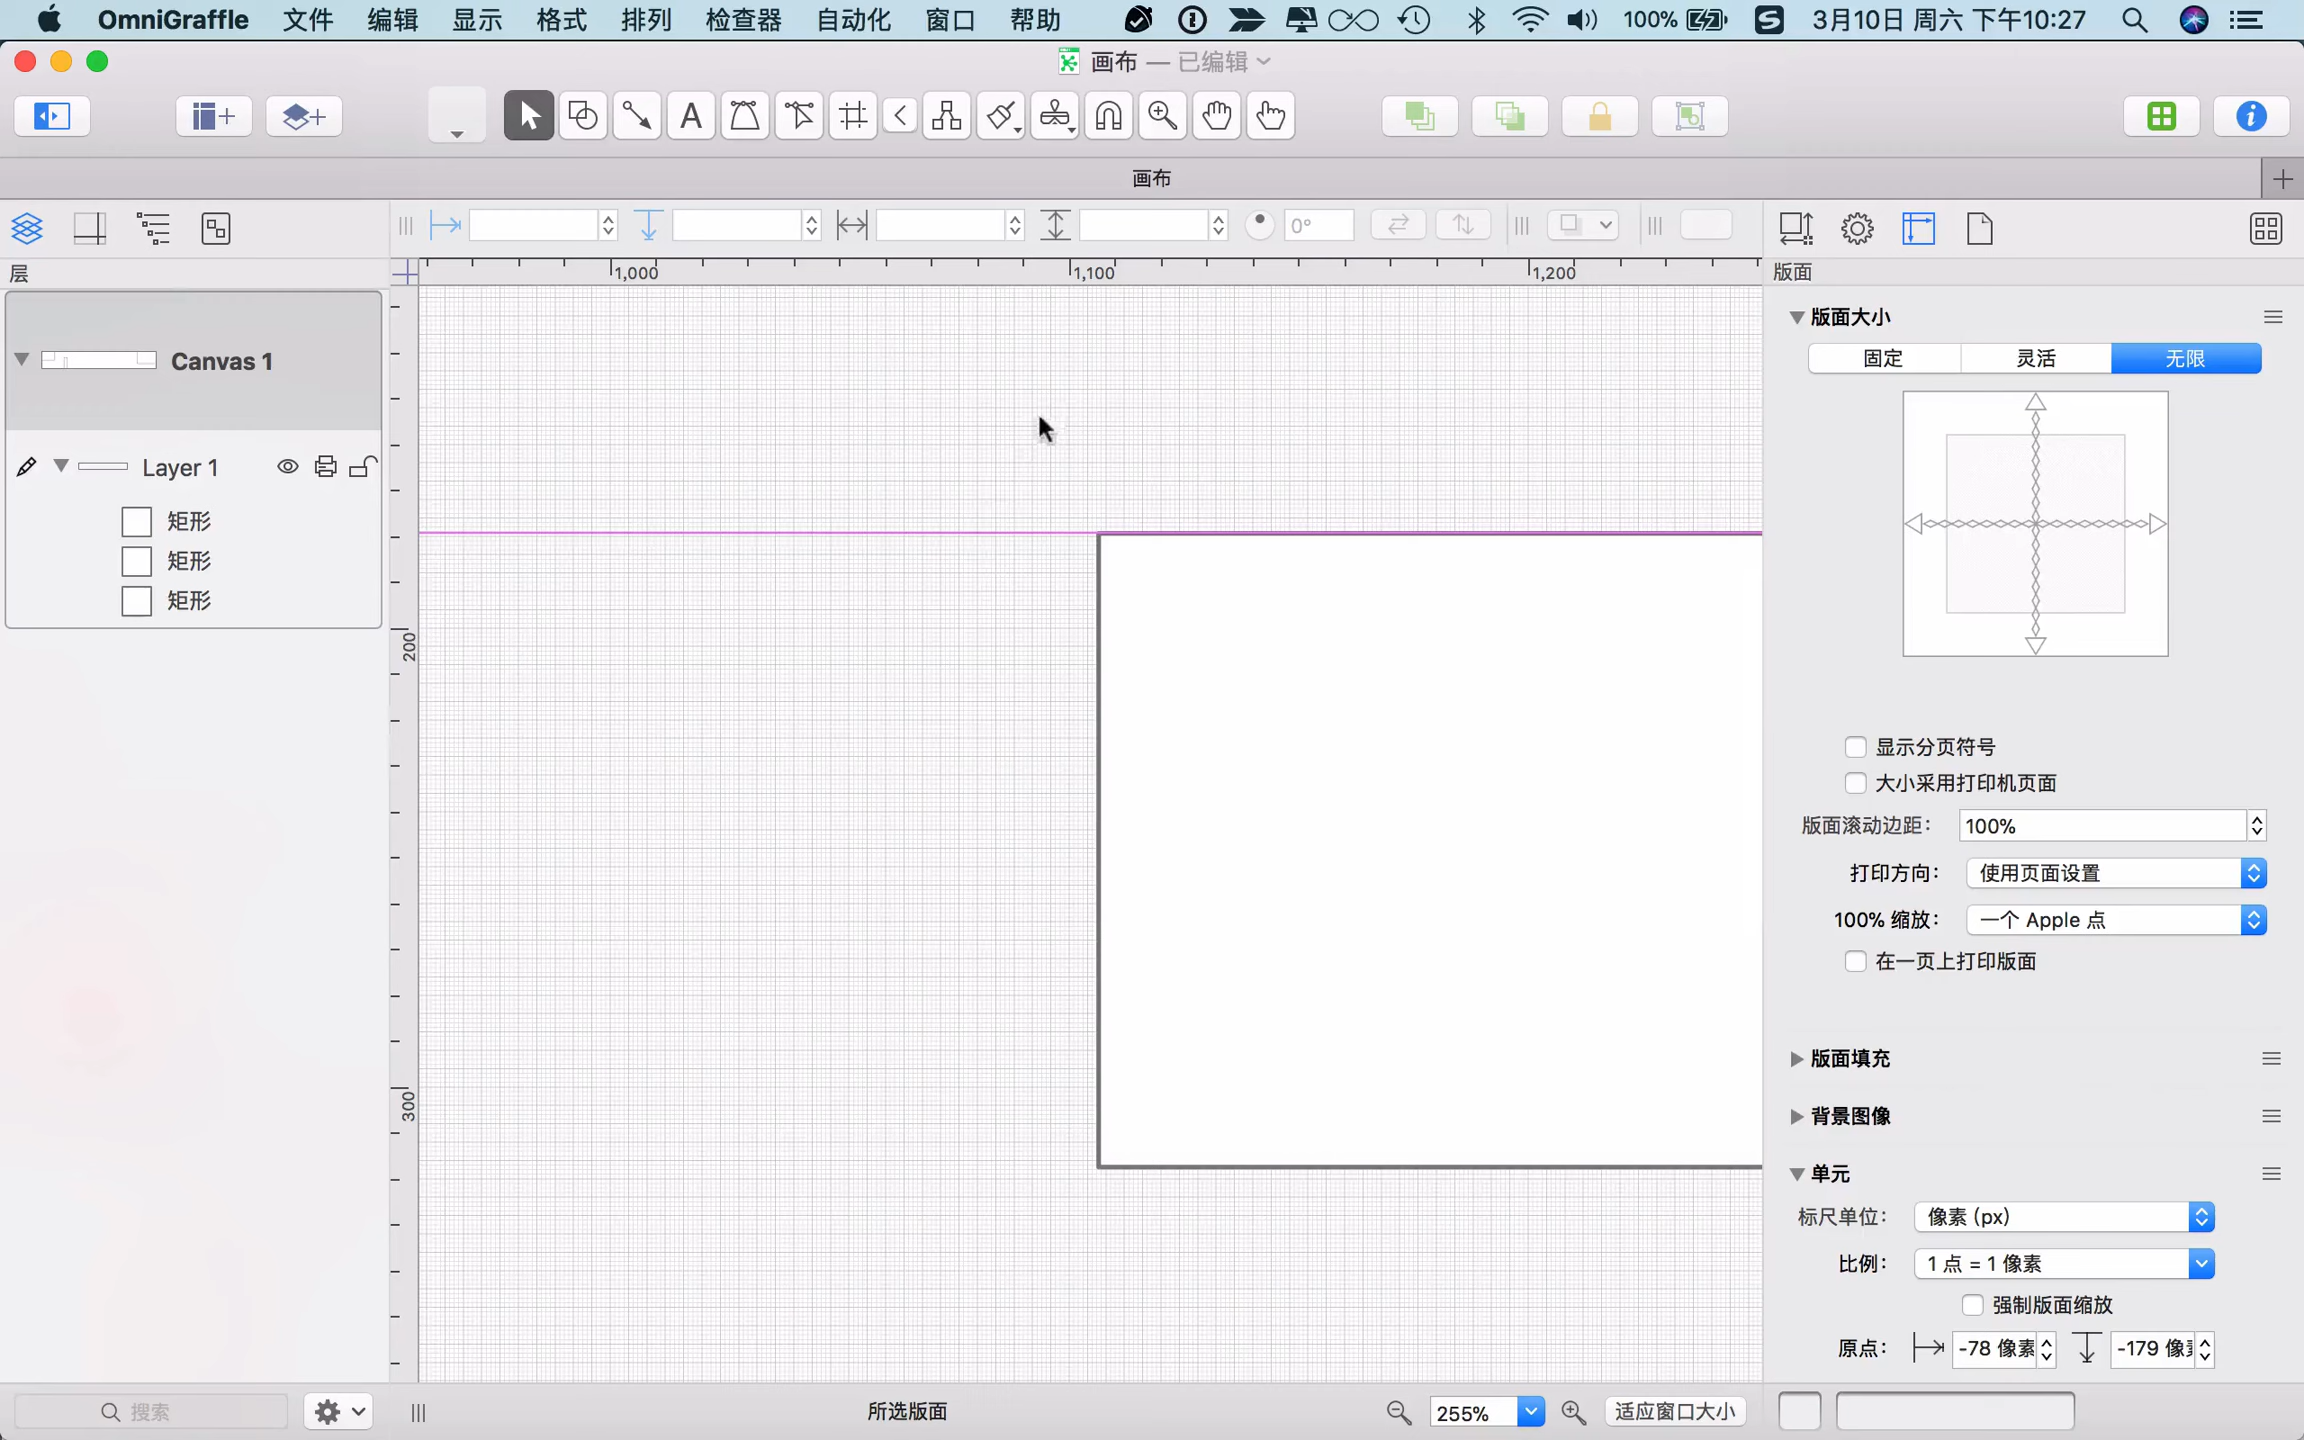 OmniGraffle 文件 编辑 显示 格式 排列 检查器 自动化 窗口 帮助 100% 3月10日 周六 下午10:27
画布 — 已编辑
画布
0°
层
1,000 1,100 1,200
版面
Canvas 1
Layer 1
矩形
矩形
矩形
200
300
版面大小
固定 灵活 无限
显示分页符号
大小采用打印机页面
版面滚动边距： 100%
打印方向： 使用页面设置
100% 缩放： 一个 Apple 点
在一页上打印版面
版面填充
背景图像
单元
标尺单位： 像素 (px)
比例： 1 点 = 1 像素
强制版面缩放
原点： -78 像素 -179 像
搜索
所选版面
255%
适应窗口大小